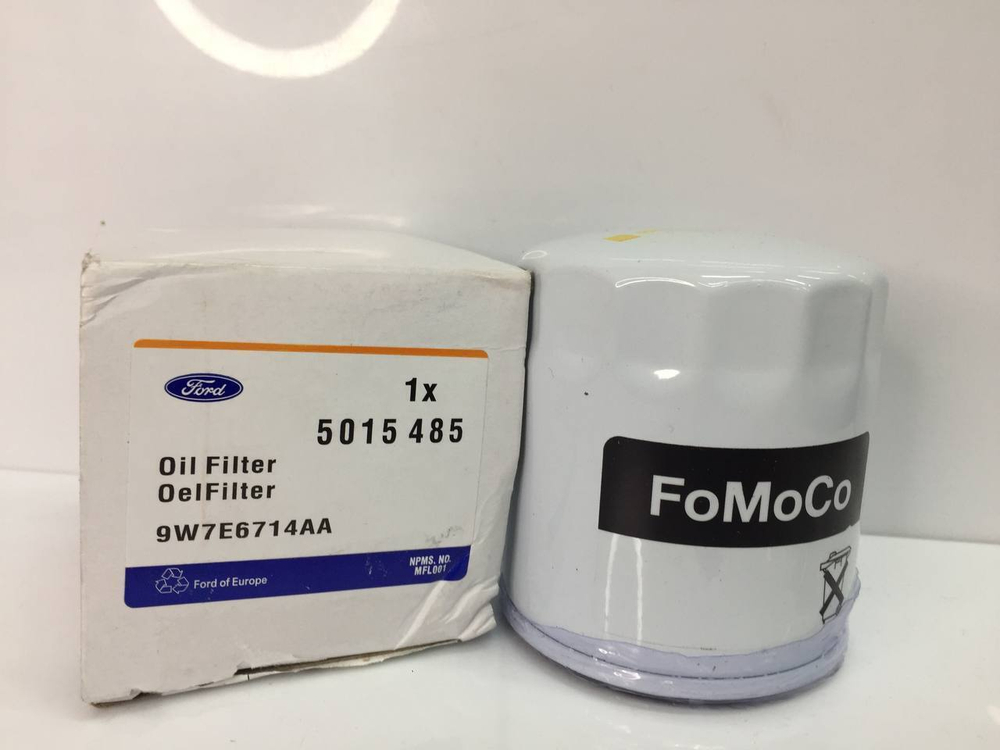 Ford
1x
5015 485
Oil Filter
OelFilter
9W7E6714AA
Ford of Europe
NPMS. NO.
MFL001
FoMoCo